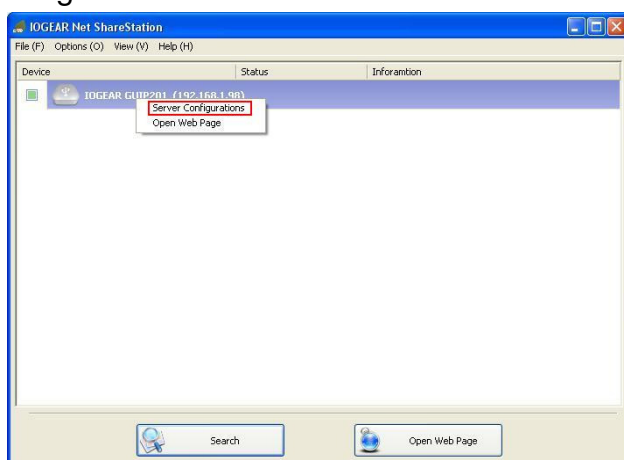 IOGEAR Net ShareStation
File (F) Options (O) View (V) Help (H)
Device Status Inforamtion
IOGEAR GUIP201 (192.168.1.98)
Server Configurations
Open Web Page
Search Open Web Page